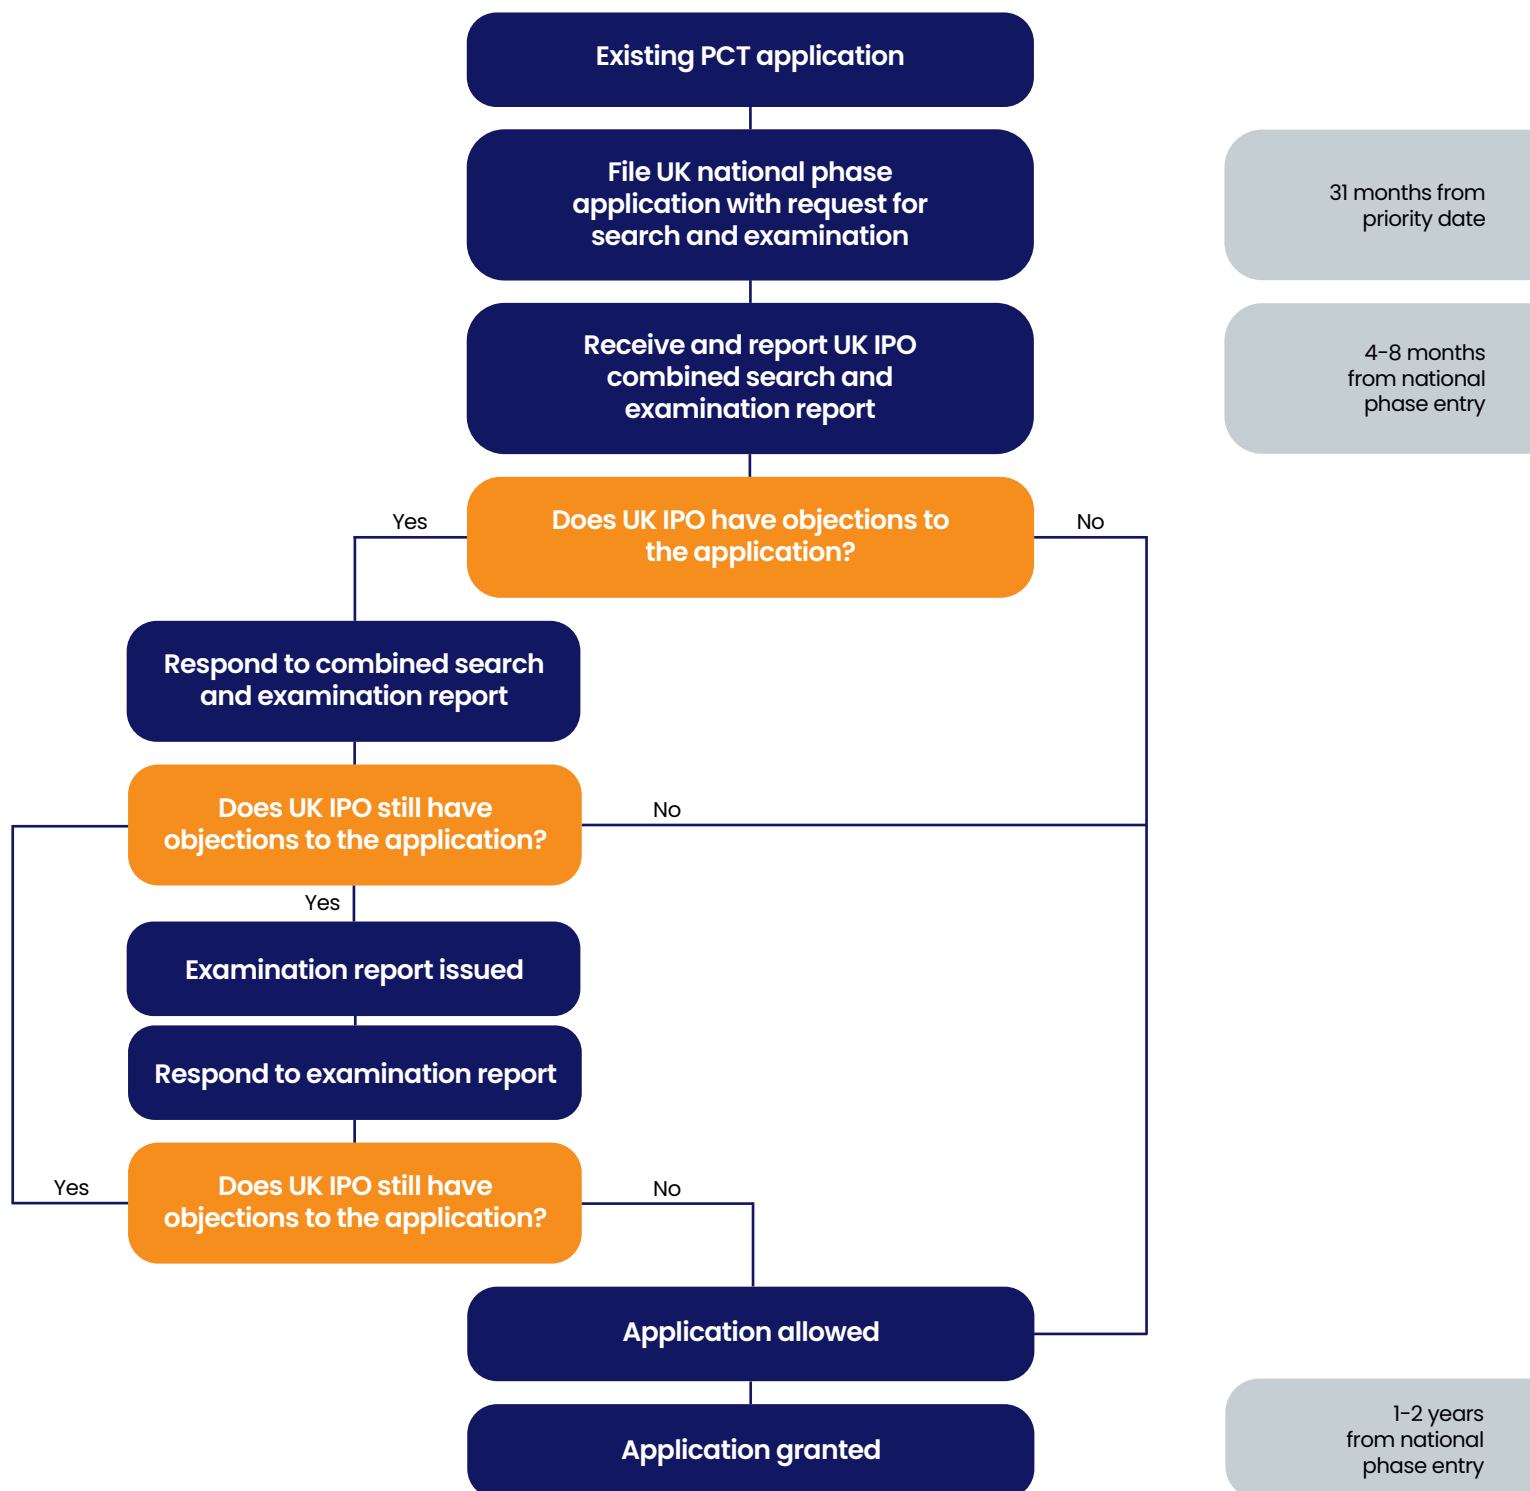 Existing PCT application
File UK national phase
application with request for
search and examination
31 months from
priority date
Receive and report UK IPO
combined search and
examination report
4-8 months
from national
phase entry
Does UK IPO have objections to
the application?
Yes
No
Respond to combined search
and examination report
Does UK IPO still have
objections to the application?
No
Yes
Examination report issued
Respond to examination report
Does UK IPO still have
objections to the application?
Yes
No
Application allowed
Application granted
1-2 years
from national
phase entry